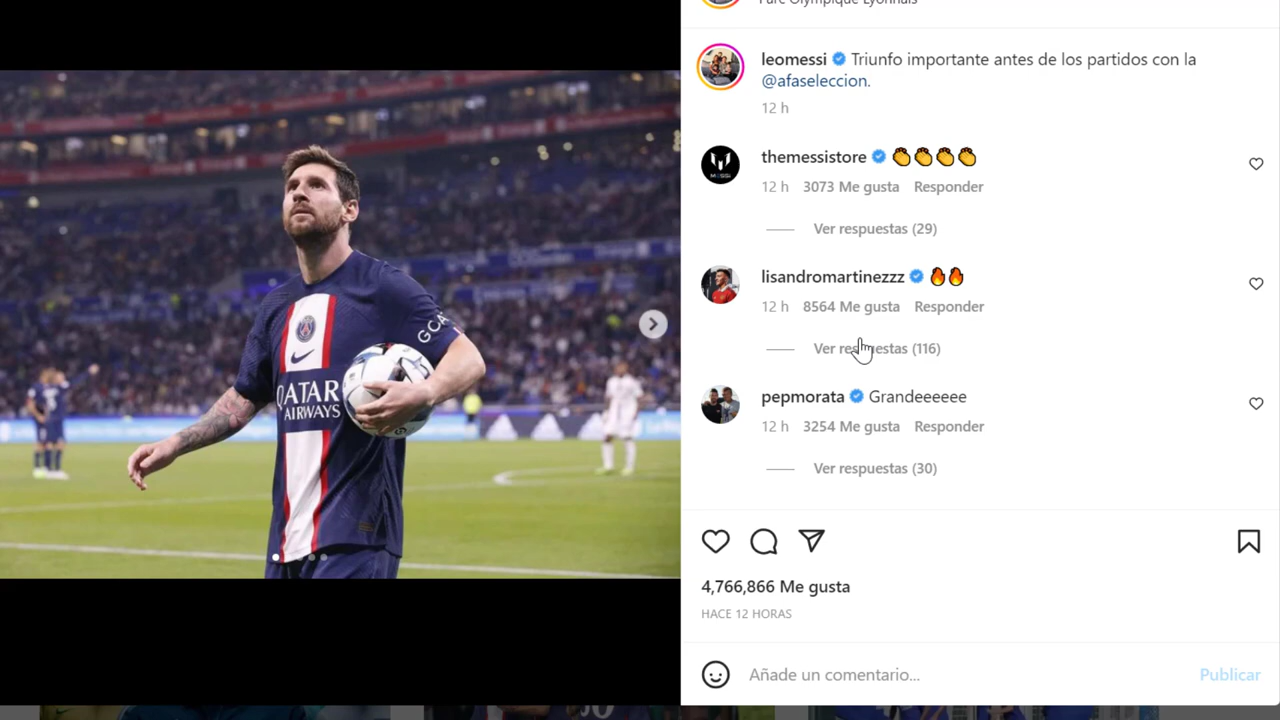 Parc Olympique Lyonnais
leomessi Triunfo importante antes de los partidos con la
@afaseleccion.
12 h
themessistore 👏👏👏👏
12 h 3073 Me gusta Responder
Ver respuestas (29)
lisandromartinezzz 🔥🔥
12 h 8564 Me gusta Responder
Ver respuestas (116)
pepmorata Grandeeeeee
12 h 3254 Me gusta Responder
Ver respuestas (30)
4,766,866 Me gusta
HACE 12 HORAS
Añade un comentario... Publicar
QATAR
AIRWAYS
GOA
MESSI